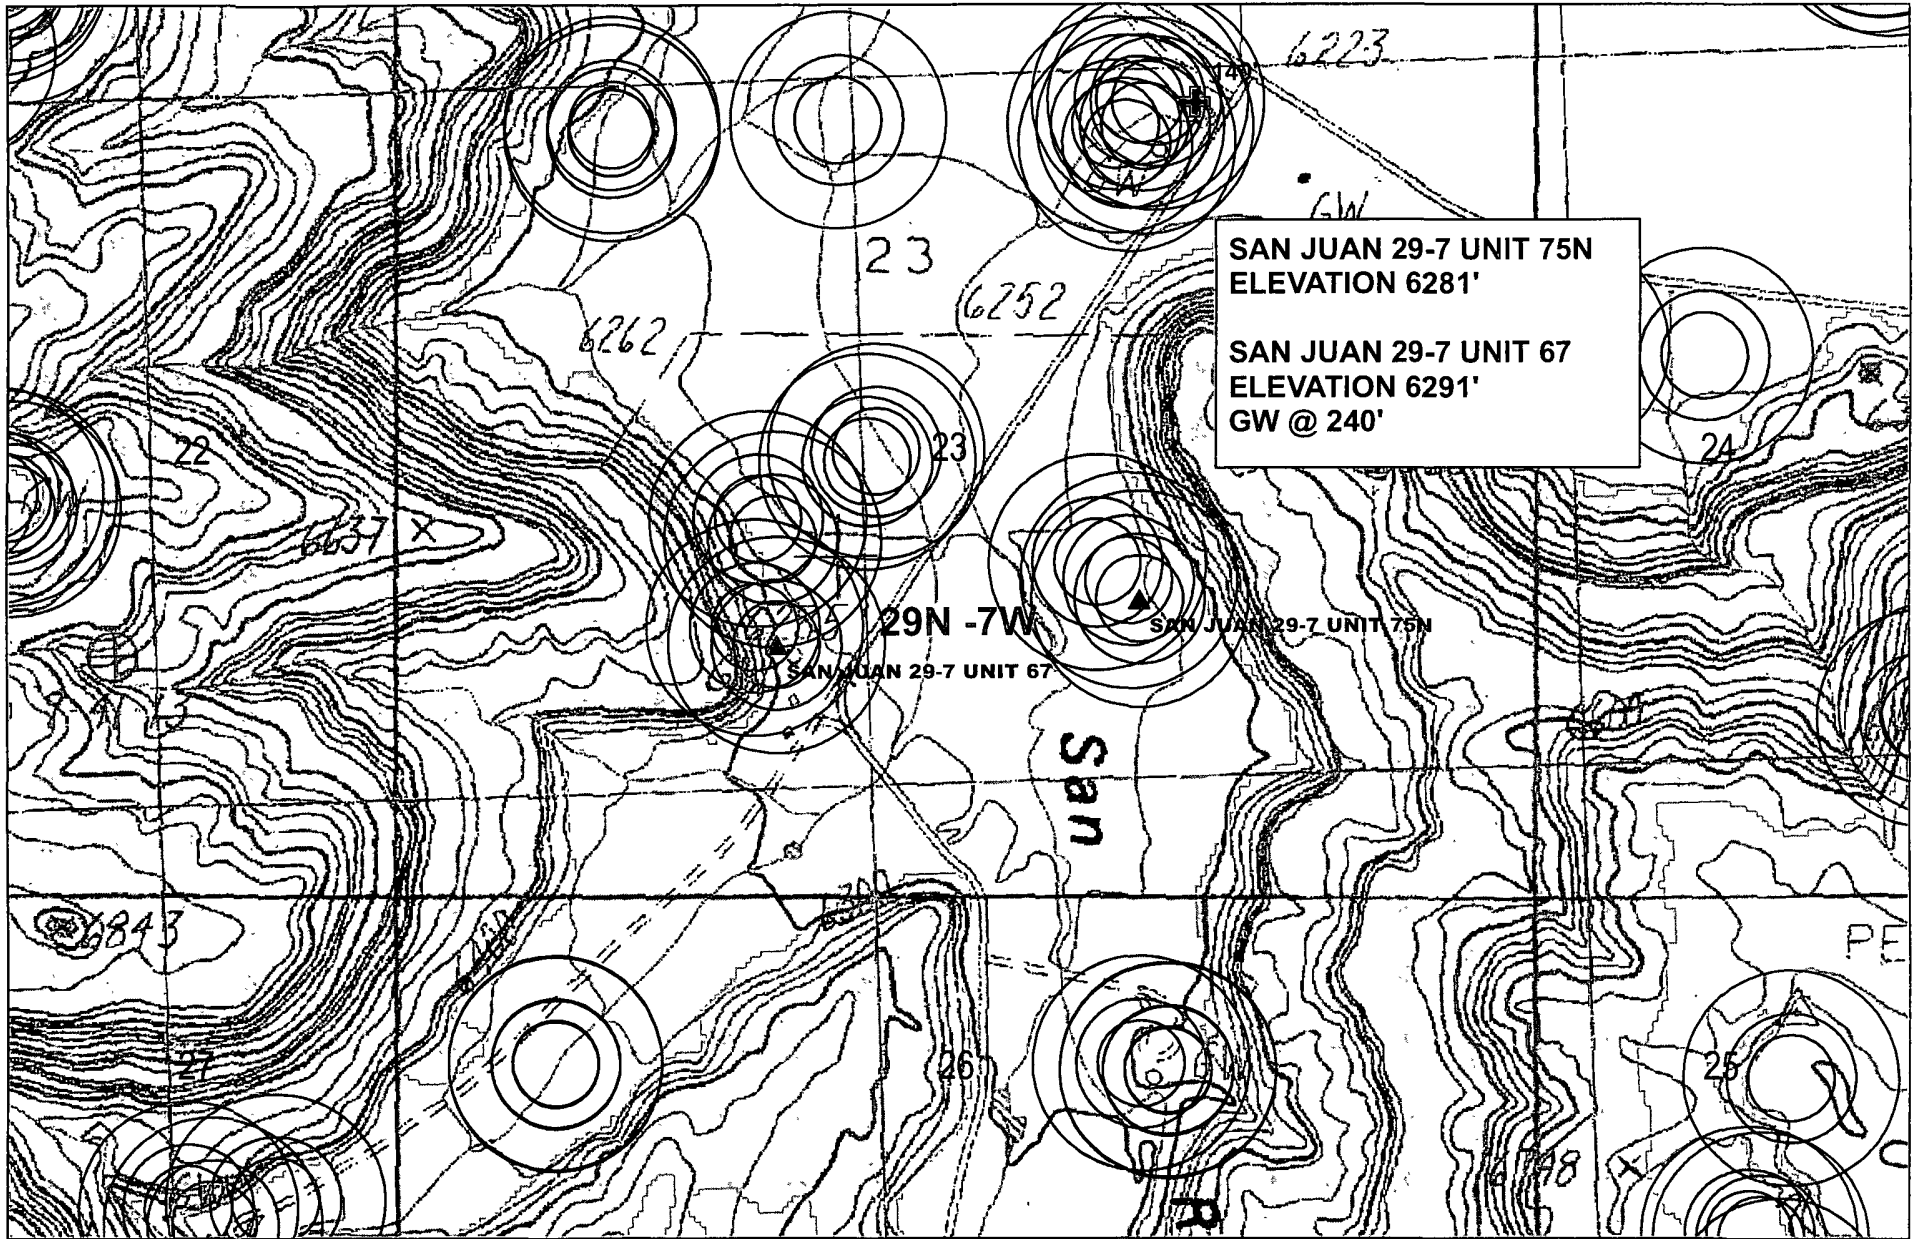 6223
23
GW
SAN JUAN 29-7 UNIT 75N
ELEVATION 6281'
SAN JUAN 29-7 UNIT 67
ELEVATION 6291'
GW @ 240'
6252
6262
22
23
24
6637
29N -7W
SAN JUAN 29-7 UNIT 75N
SAN JUAN 29-7 UNIT 67
San
6843
PE
27
26
25
R